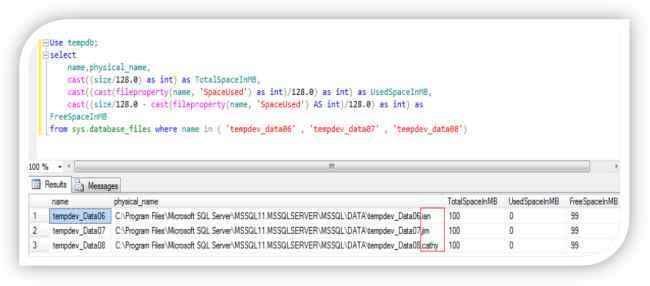 Use tempdb;
select
name,physical_name,
cast((size/128.0) as int) as TotalSpaceInMB,
cast((cast(fileproperty(name, 'SpaceUsed') as int)/128.0) as int) as UsedSpaceInMB,
cast((size/128.0 - cast(fileproperty(name, 'SpaceUsed') AS int)/128.0) as int) as
FreeSpaceInMB
from sys.database_files where name in ( 'tempdev_data06' , 'tempdev_data07' , 'tempdev_data08')
100 %
Results Messages
name physical_name TotalSpaceInMB UsedSpaceInMB FreeSpaceInMB
1 tempdev_Data06 C:\Program Files\Microsoft SQL Server\MSSQL11.MSSQLSERVER\MSSQL\DATA\tempdev_Data06.ian 100 0 99
2 tempdev_Data07 C:\Program Files\Microsoft SQL Server\MSSQL11.MSSQLSERVER\MSSQL\DATA\tempdev_Data07.jim 100 0 99
3 tempdev_Data08 C:\Program Files\Microsoft SQL Server\MSSQL11.MSSQLSERVER\MSSQL\DATA\tempdev_Data08.cathy 100 0 99